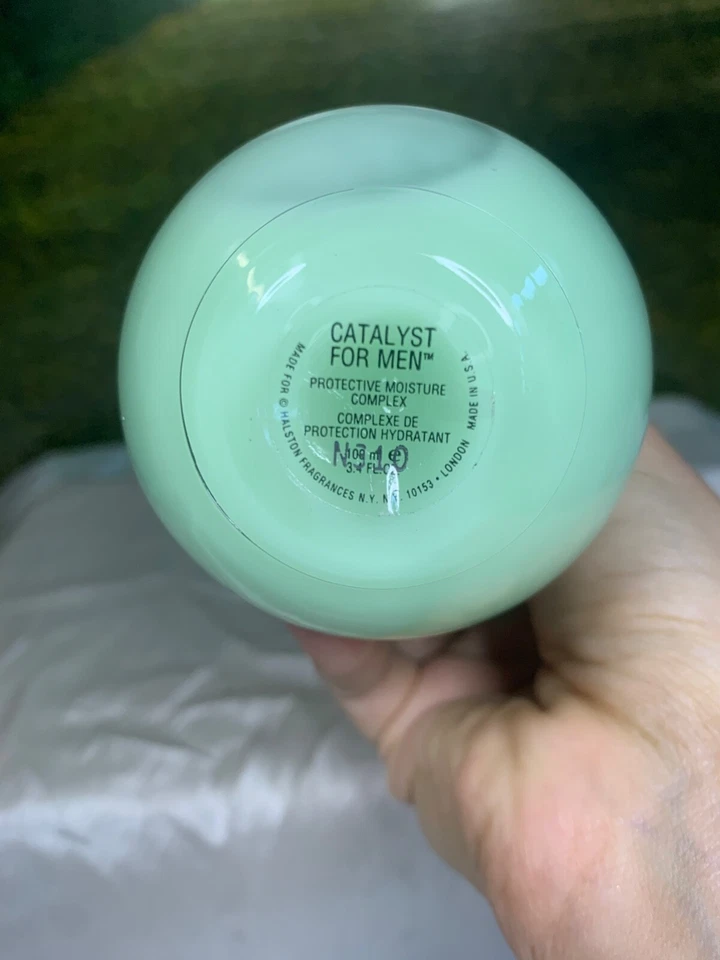 CATALYST
FOR MEN™
PROTECTIVE MOISTURE
COMPLEX
COMPLEXE DE
PROTECTION HYDRATANT
100 ml e
3.4 FL.OZ
MADE FOR © HALSTON FRAGRANCES N.Y. N.Y. 10153 • LONDON MADE IN U.S.A.